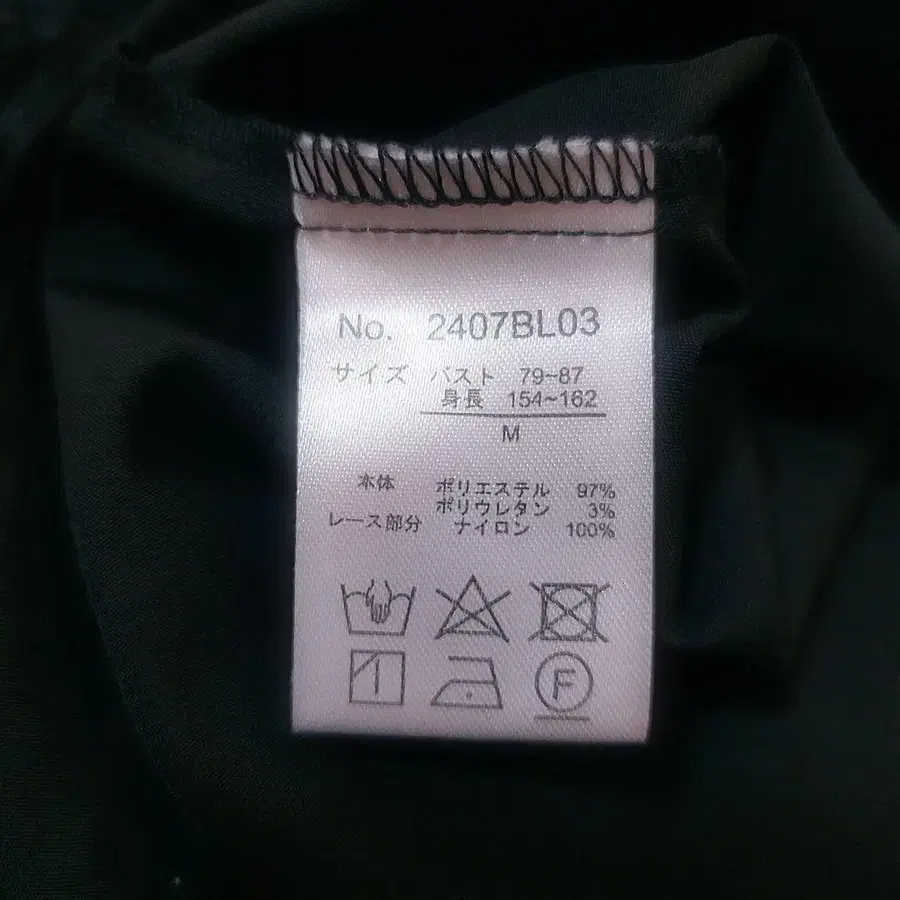 No. 2407BL03
サイズ バスト 79~87
身長 154~162
M
本体 ポリエステル 97%
ポリウレタン 3%
レース部分 ナイロン 100%
F